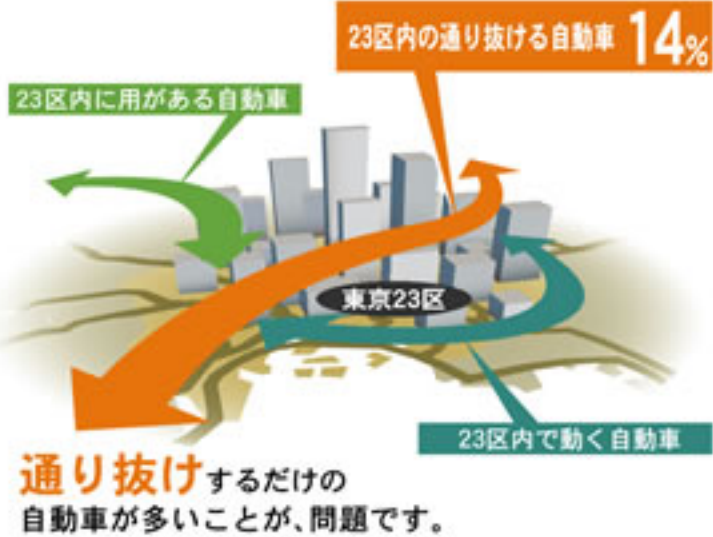 23区内の通り抜ける自動車 14%
23区内に用がある自動車
東京23区
23区内で動く自動車
通り抜けするだけの
自動車が多いことが、問題です。